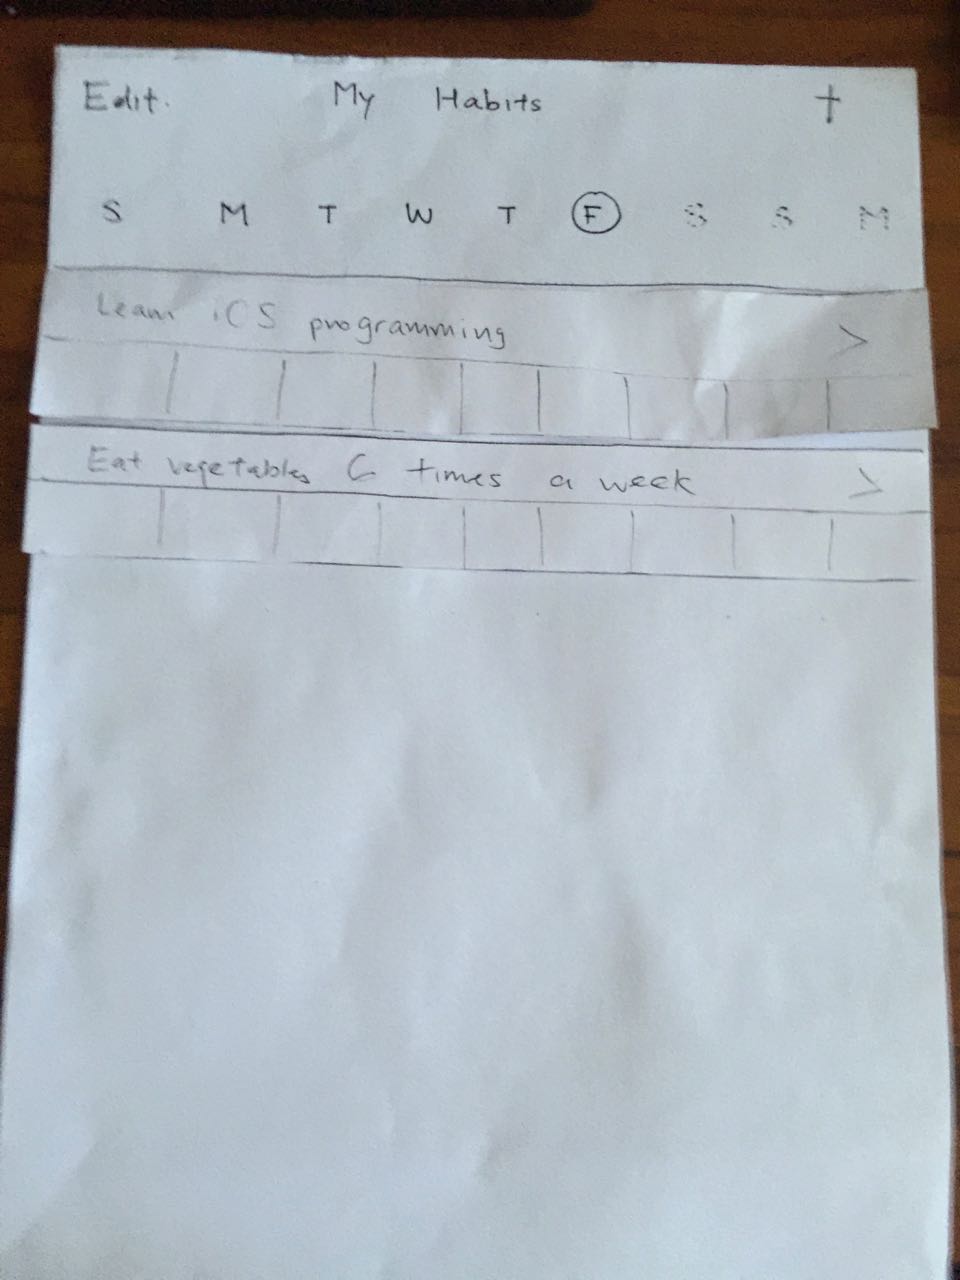 Edit. My Habits +
S M T W T F S S M
Learn iOS programming >
Eat vegetables 6 times a week >